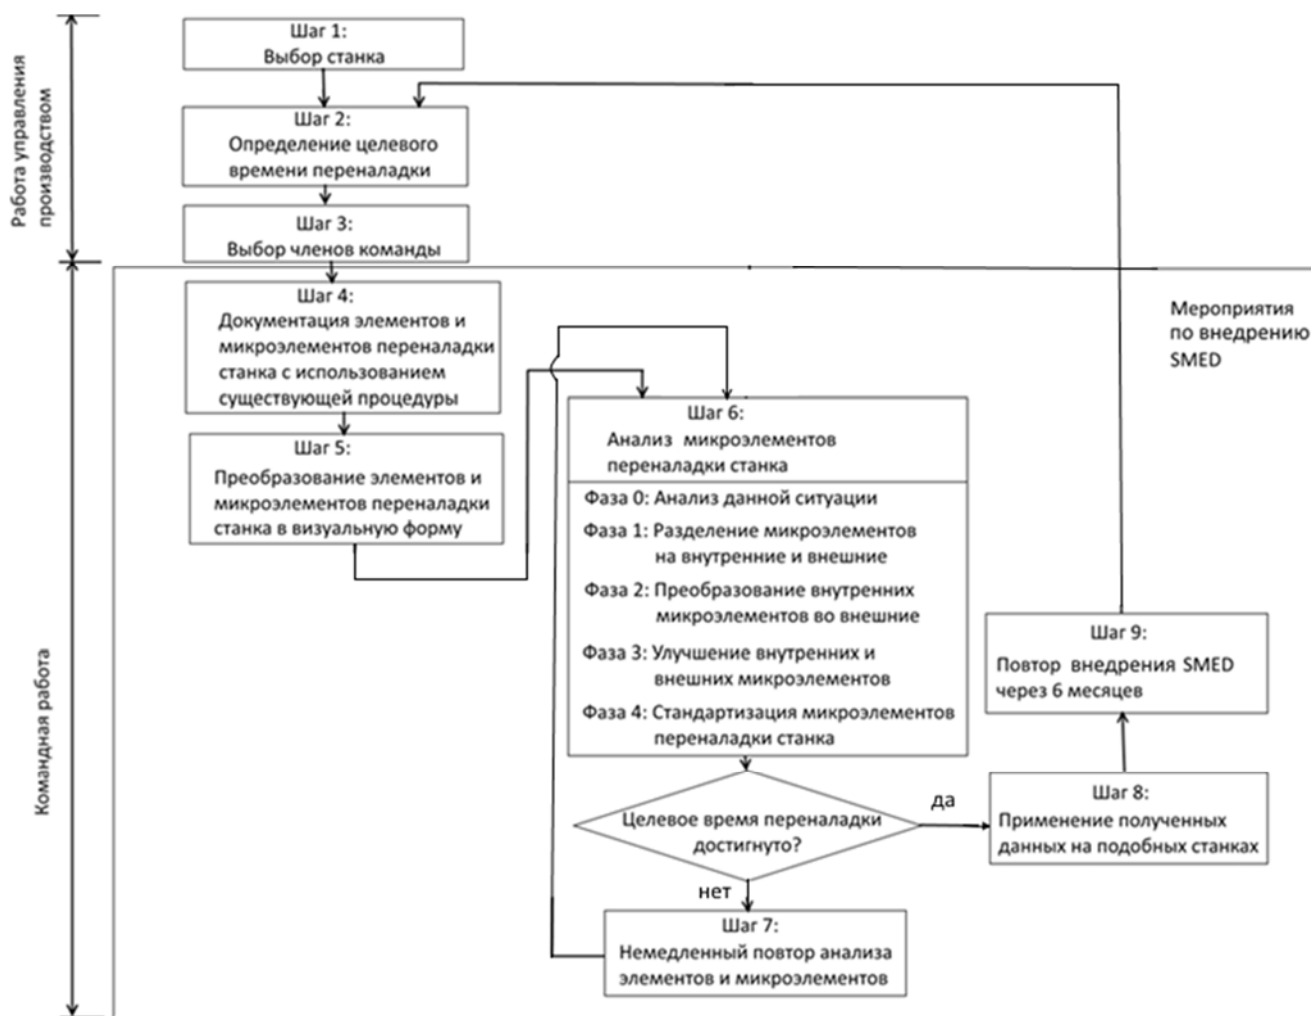 Работа управления
производством
Шаг 1:
Выбор станка
Шаг 2:
Определение целевого
времени переналадки
Шаг 3:
Выбор членов команды
Командная работа
Мероприятия
по внедрению
SMED
Шаг 4:
Документация элементов и
микроэлементов переналадки
станка с использованием
существующей процедуры
Шаг 5:
Преобразование элементов и
микроэлементов переналадки
станка в визуальную форму
Шаг 6:
Анализ микроэлементов
переналадки станка
Фаза 0: Анализ данной ситуации
Фаза 1: Разделение микроэлементов
на внутренние и внешние
Фаза 2: Преобразование внутренних
микроэлементов во внешние
Фаза 3: Улучшение внутренних и
внешних микроэлементов
Фаза 4: Стандартизация микроэлементов
переналадки станка
Целевое время переналадки
достигнуто?
да
нет
Шаг 7:
Немедленный повтор анализа
элементов и микроэлементов
Шаг 8:
Применение полученных
данных на подобных станках
Шаг 9:
Повтор внедрения SMED
через 6 месяцев